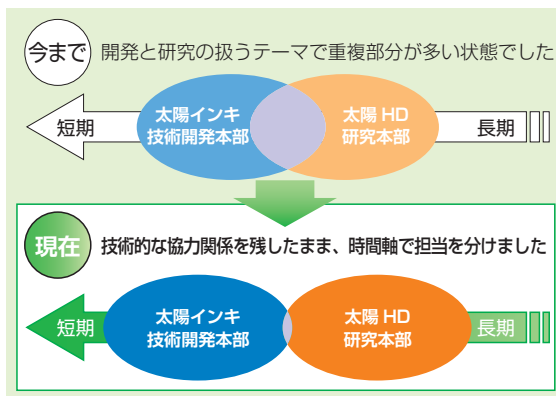 今まで
開発と研究の扱うテーマで重複部分が多い状態でした
短期
太陽インキ
技術開発本部
太陽 HD
研究本部
長期
現在
技術的な協力関係を残したまま、時間軸で担当を分けました
短期
太陽インキ
技術開発本部
太陽 HD
研究本部
長期